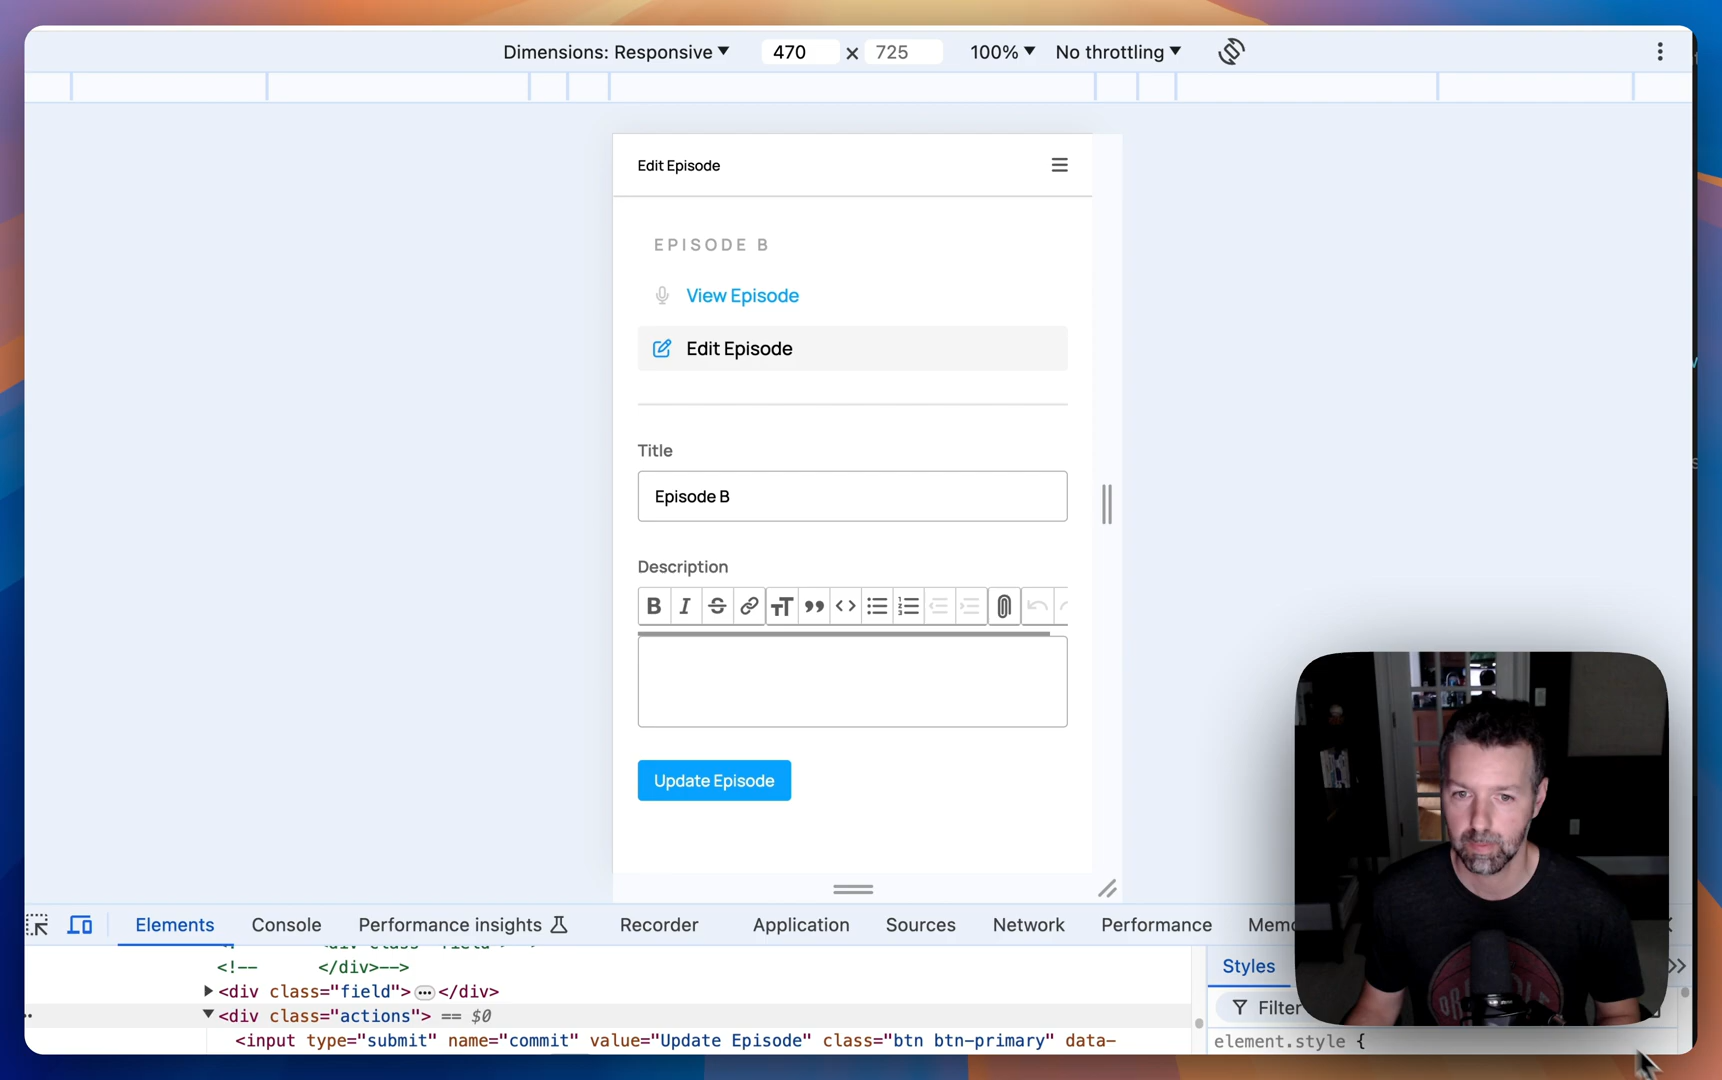 Dimensions: Responsive 470 × 725 100% No throttling
Edit Episode
EPISODE B
View Episode
Edit Episode
Title
Episode B
Description
Update Episode
Elements Console Performance insights Recorder Application Sources Network Performance Memo
<!-- </div>-->
<div class="field"> … </div>
<div class="actions"> == $0
<input type="submit" name="commit" value="Update Episode" class="btn btn-primary" data-
Styles
Filter
element.style {